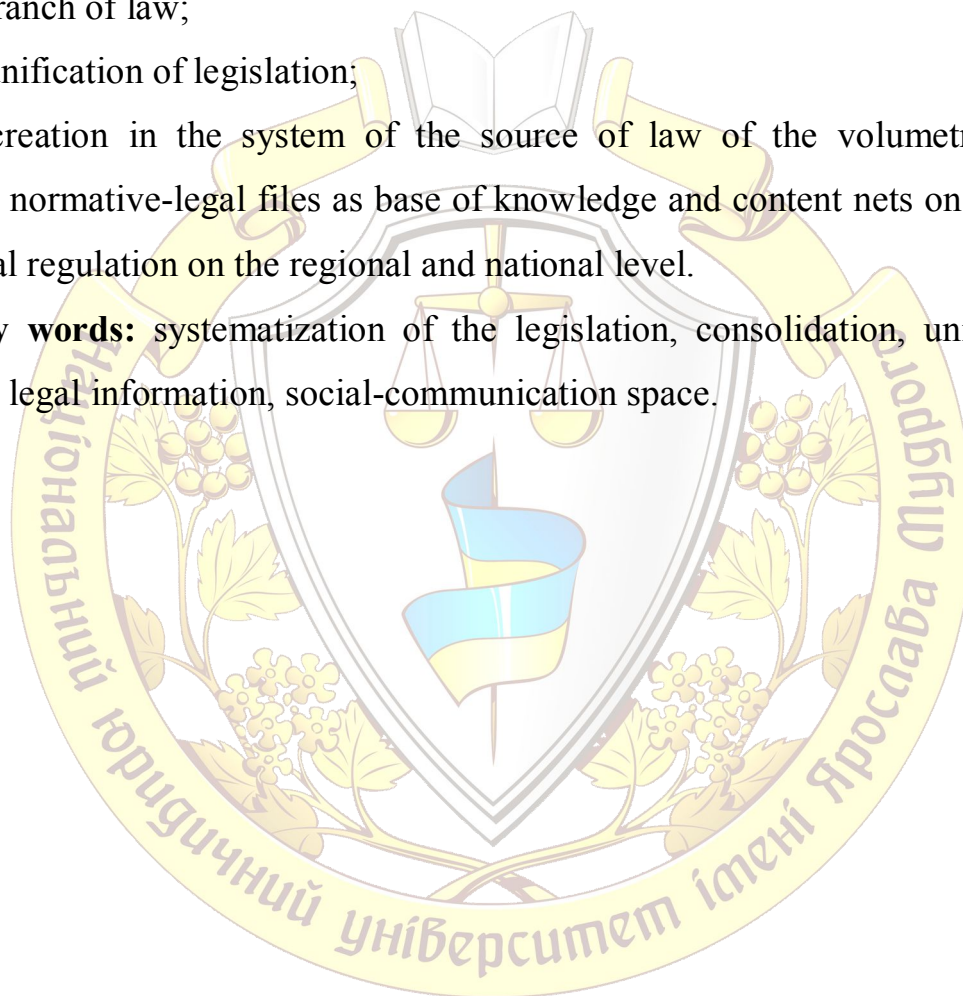 ranch of law;
nification of legislation;
creation in the system of the source of law of the volumetr
normative-legal files as base of knowledge and content nets on
al regulation on the regional and national level.
y words: systematization of the legislation, consolidation, un
legal information, social-communication space.
Національний юридичний університет імені Ярослава Мудрого